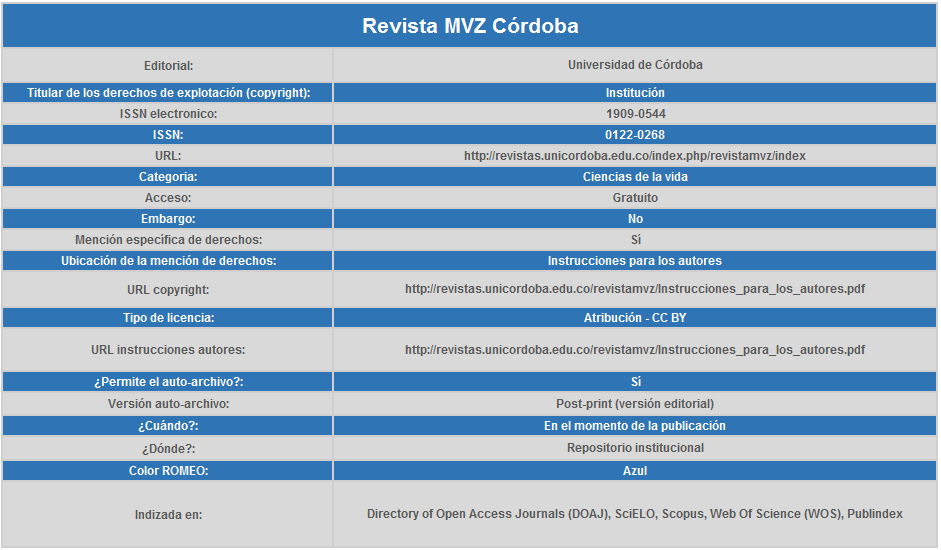 Revista MVZ Córdoba
Editorial: Universidad de Córdoba
Titular de los derechos de explotación (copyright): Institución
ISSN electronico: 1909-0544
ISSN: 0122-0268
URL: http://revistas.unicordoba.edu.co/index.php/revistamvz/index
Categoria: Ciencias de la vida
Acceso: Gratuito
Embargo: No
Mención específica de derechos: Sì
Ubicación de la mención de derechos: Instrucciones para los autores
URL copyright: http://revistas.unicordoba.edu.co/revistamvz/Instrucciones_para_los_autores.pdf
Tipo de licencia: Atribución - CC BY
URL instrucciones autores: http://revistas.unicordoba.edu.co/revistamvz/Instrucciones_para_los_autores.pdf
¿Permite el auto-archivo?: Sì
Versión auto-archivo: Post-print (versión editorial)
¿Cuándo?: En el momento de la publicación
¿Dónde?: Repositorio institucional
Color ROMEO: Azul
Indizada en: Directory of Open Access Journals (DOAJ), SciELO, Scopus, Web Of Science (WOS), Publindex